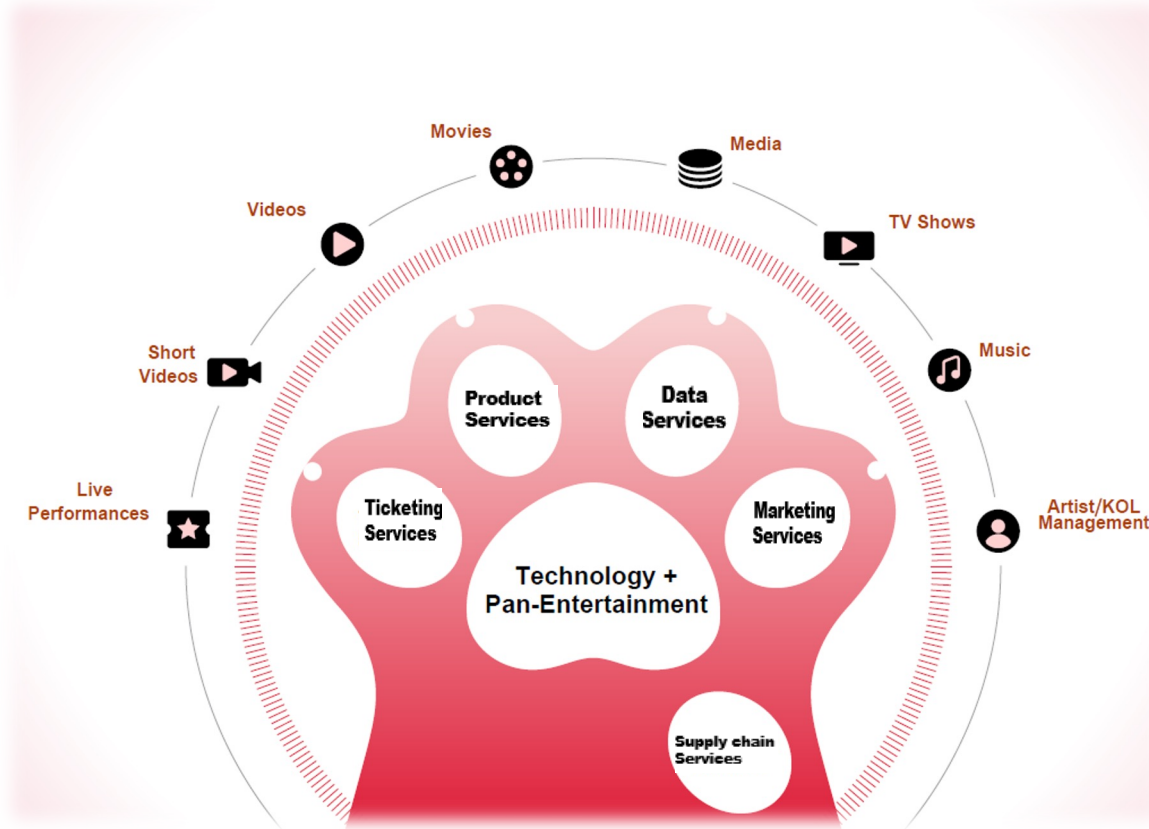 Movies
Media
Videos
TV Shows
Short
Videos
Music
Product
Services
Data
Services
Live
Performances
Ticketing
Services
Marketing
Services
Artist/KOL
Management
Technology +
Pan-Entertainment
Supply chain
Services